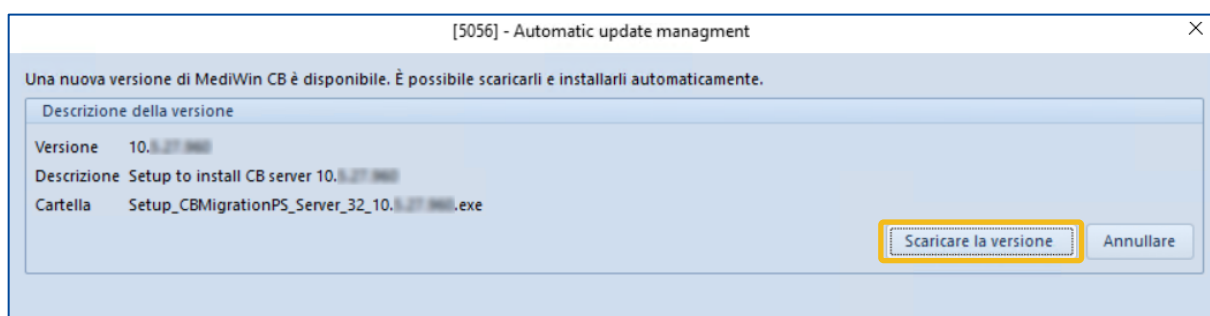 [5056] - Automatic update managment
Una nuova versione di MediWin CB è disponibile. È possibile scaricarli e installarli automaticamente.
Descrizione della versione
Versione 10.
Descrizione Setup to install CB server 10.
Cartella Setup_CBMigrationPS_Server_32_10. .exe
Scaricare la versione Annullare